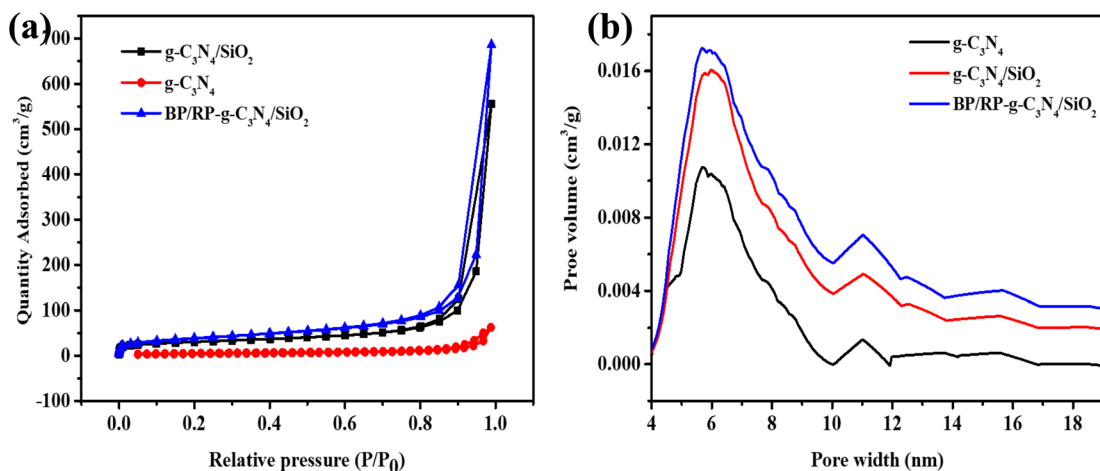 (a)
700
600
500
400
300
200
100
0
-100
Quantity Adsorbed (cm³/g)
g-C₃N₄/SiO₂
g-C₃N₄
BP/RP-g-C₃N₄/SiO₂
0.0 0.2 0.4 0.6 0.8 1.0
Relative pressure (P/P₀)
(b)
0.016
0.012
0.008
0.004
0.000
Proe volume (cm³/g)
g-C₃N₄
g-C₃N₄/SiO₂
BP/RP-g-C₃N₄/SiO₂
4 6 8 10 12 14 16 18
Pore width (nm)